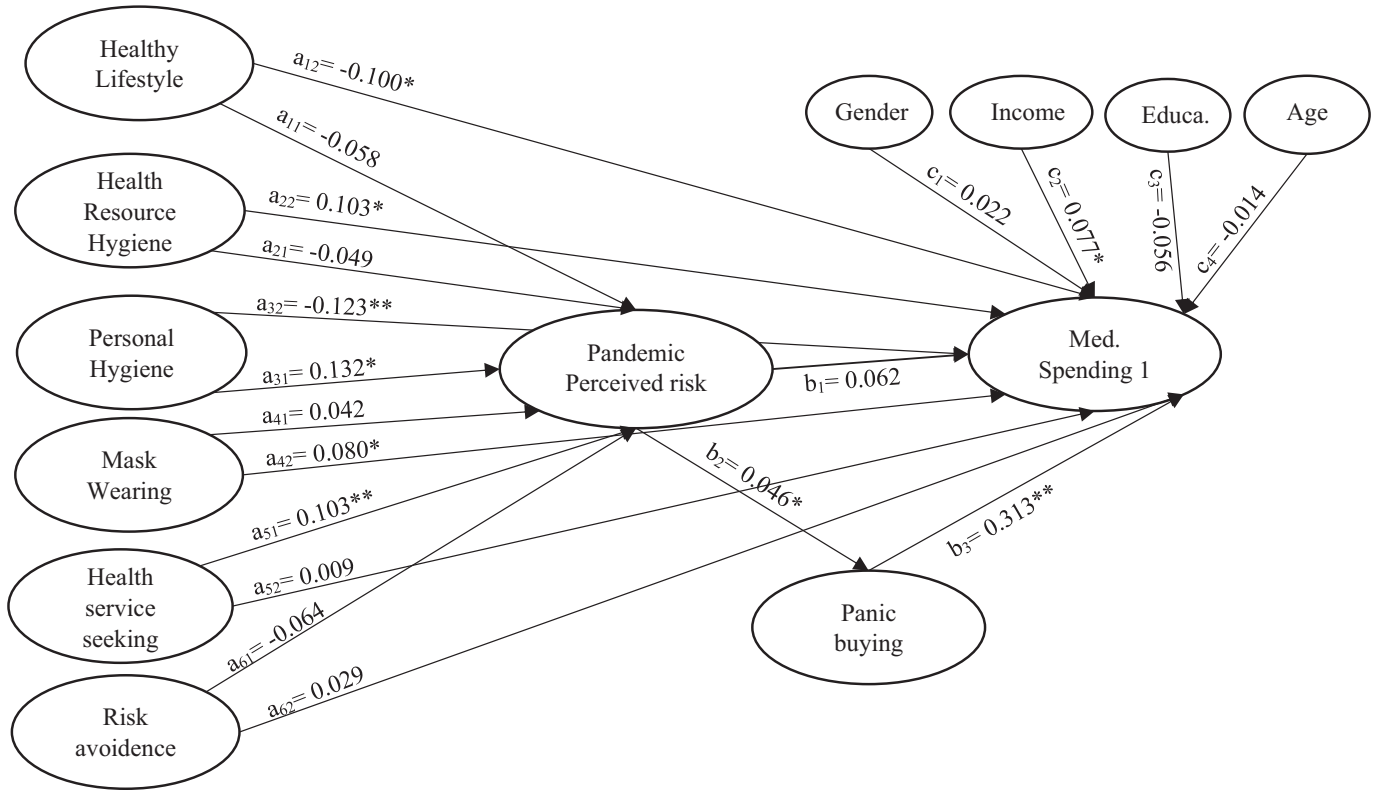 Healthy
Lifestyle
a12= -0.100*
a11= -0.058
Gender
Income
Educa.
Age
c1= 0.022
c2= 0.077*
c3= -0.056
c4= -0.014
Health
Resource
Hygiene
a22= 0.103*
a21= -0.049
Personal
Hygiene
a32= -0.123**
a31= 0.132*
Pandemic
Perceived risk
b1= 0.062
Med.
Spending 1
Mask
Wearing
a41= 0.042
a42= 0.080*
b2= 0.046*
b3= 0.313**
Health
service
seeking
a51= 0.103**
a52= 0.009
Panic
buying
Risk
avoidence
a61= -0.064
a62= 0.029